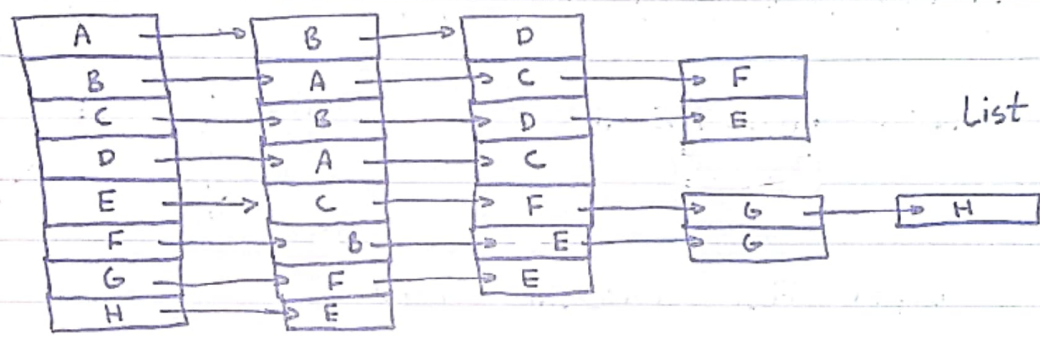 A → B → D
B → A → C → F
C → B → D → E
D → A → C
E → C → F → G → H
F → B → E → G
G → F → E
H → E
List